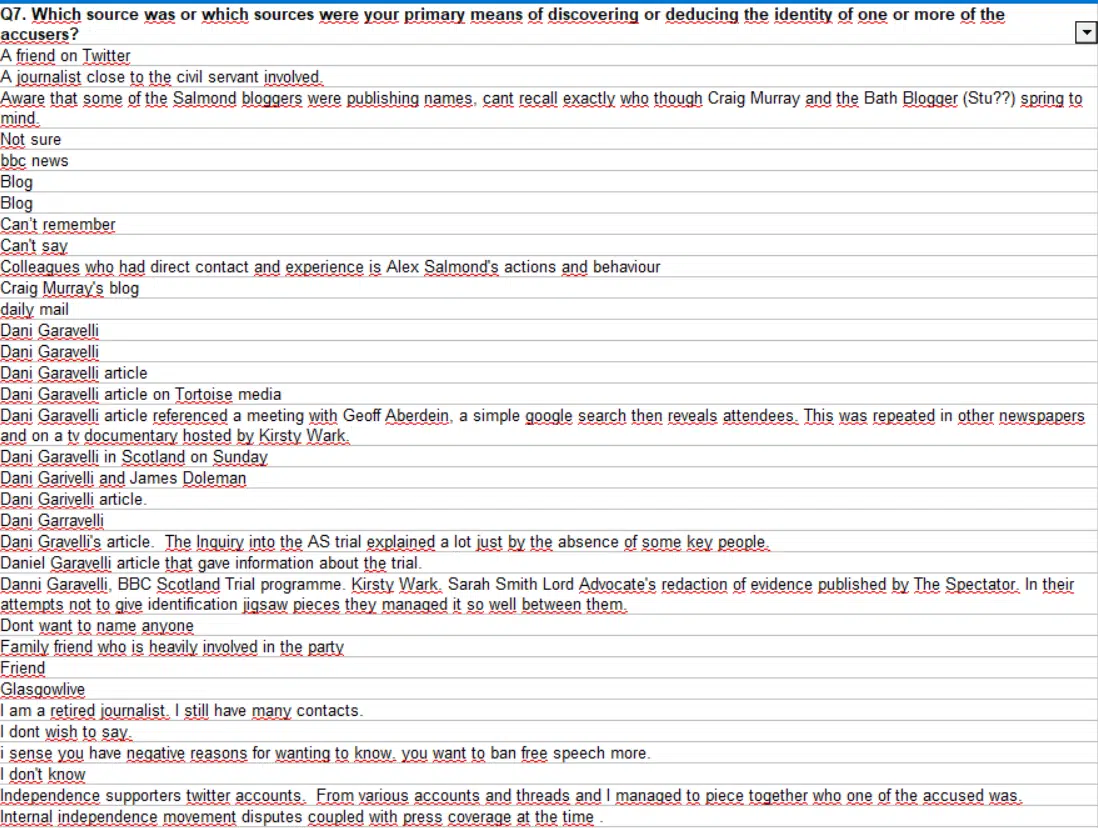 Q7. Which source was or which sources were your primary means of discovering or deducing the identity of one or more of the
accusers?
A friend on Twitter
A journalist close to the civil servant involved.
Aware that some of the Salmond bloggers were publishing names, cant recall exactly who though Craig Murray and the Bath Blogger (Stu??) spring to
mind.
Not sure
bbc news
Blog
Blog
Can't remember
Can't say
Colleagues who had direct contact and experience is Alex Salmond's actions and behaviour
Craig Murray's blog
daily mail
Dani Garavelli
Dani Garavelli
Dani Garavelli article
Dani Garavelli article on Tortoise media
Dani Garavelli article referenced a meeting with Geoff Aberdein, a simple google search then reveals attendees. This was repeated in other newspapers
and on a tv documentary hosted by Kirsty Wark.
Dani Garavelli in Scotland on Sunday
Dani Garivelli and James Doleman
Dani Garivelli article.
Dani Garravelli
Dani Gravelli's article.  The Inquiry into the AS trial explained a lot just by the absence of some key people.
Daniel Garavelli article that gave information about the trial.
Danni Garavelli, BBC Scotland Trial programme. Kirsty Wark. Sarah Smith Lord Advocate's redaction of evidence published by The Spectator. In their
attempts not to give identification jigsaw pieces they managed it so well between them.
Dont want to name anyone
Family friend who is heavily involved in the party
Friend
Glasgowlive
I am a retired journalist. I still have many contacts.
I dont wish to say.
i sense you have negative reasons for wanting to know. you want to ban free speech more.
I don't know
Independence supporters twitter accounts.  From various accounts and threads and I managed to piece together who one of the accused was.
Internal independence movement disputes coupled with press coverage at the time .